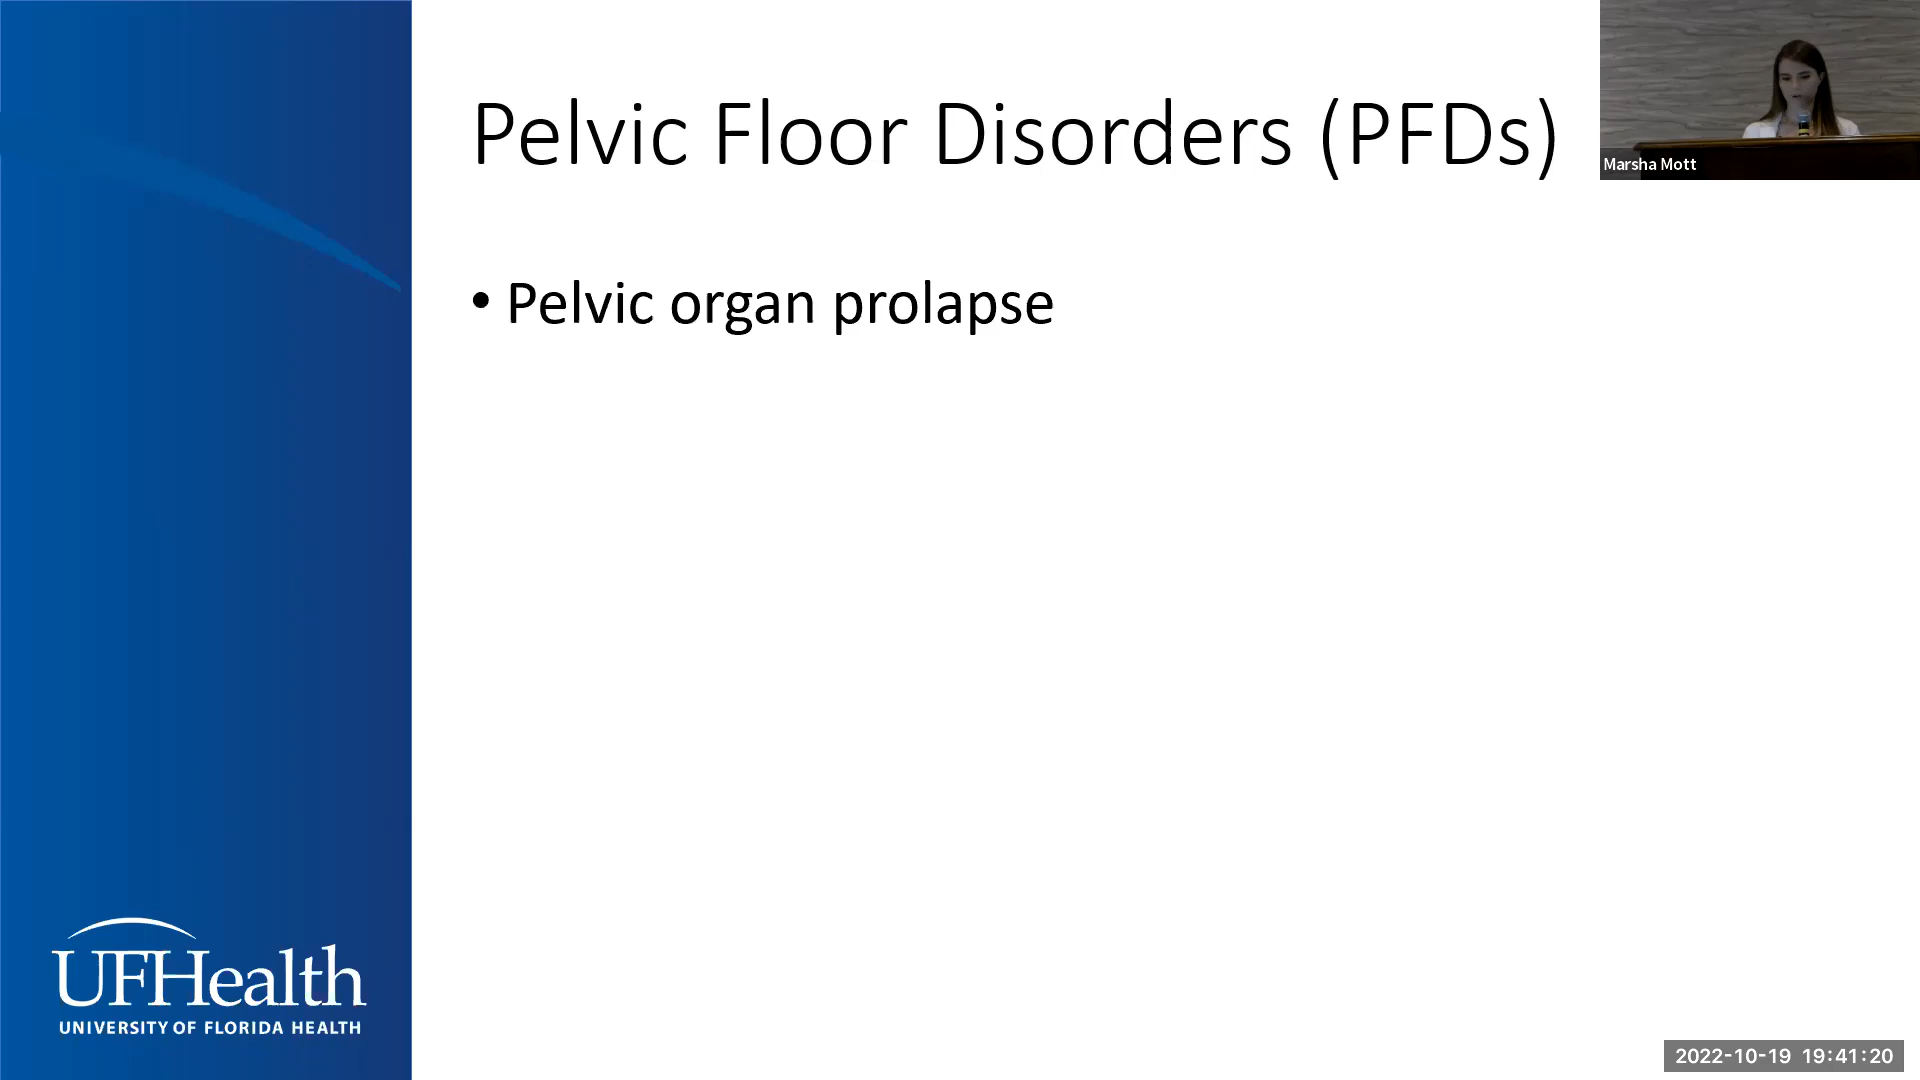 Pelvic Floor Disorders (PFDs)
Marsha Mott
• Pelvic organ prolapse
UFHealth
UNIVERSITY OF FLORIDA HEALTH
2022-10-19 19:41:20